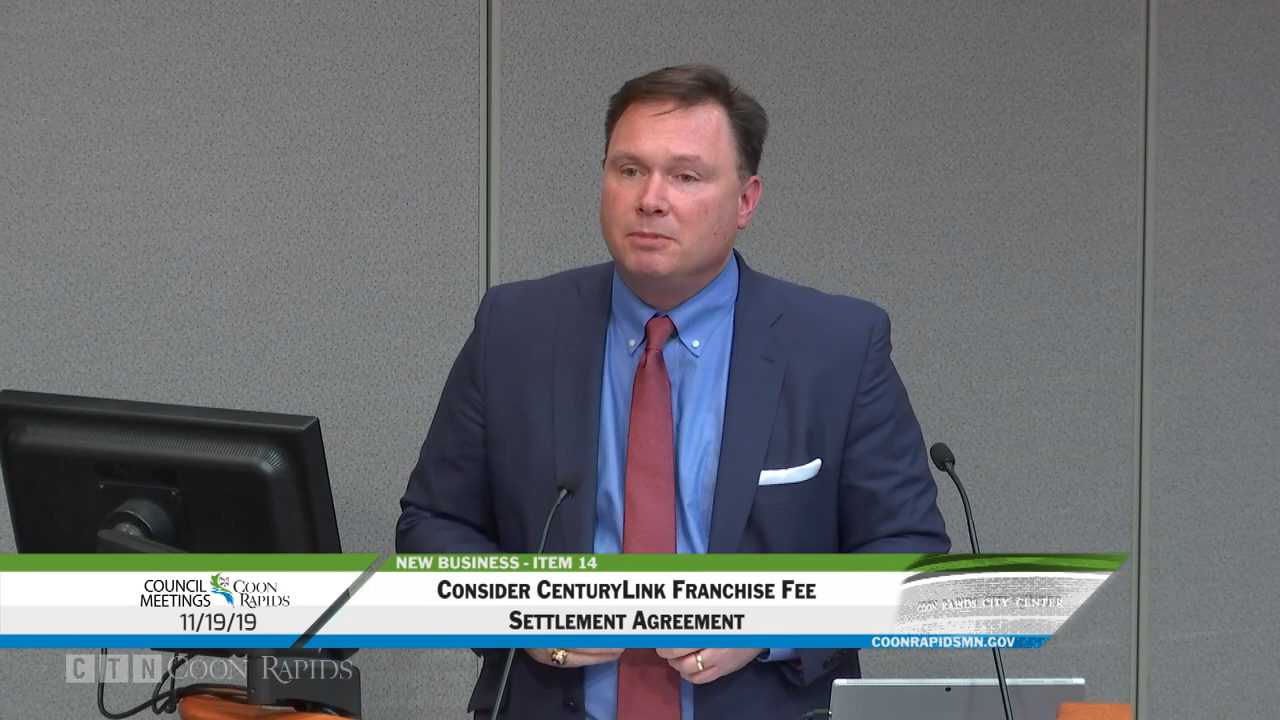 NEW BUSINESS - ITEM 14
COUNCIL MEETINGS
COON RAPIDS
11/19/19
CONSIDER CENTURYLINK FRANCHISE FEE
SETTLEMENT AGREEMENT
COON RAPIDS CITY CENTER
COONRAPIDSMN.GOV
CTN COON RAPIDS